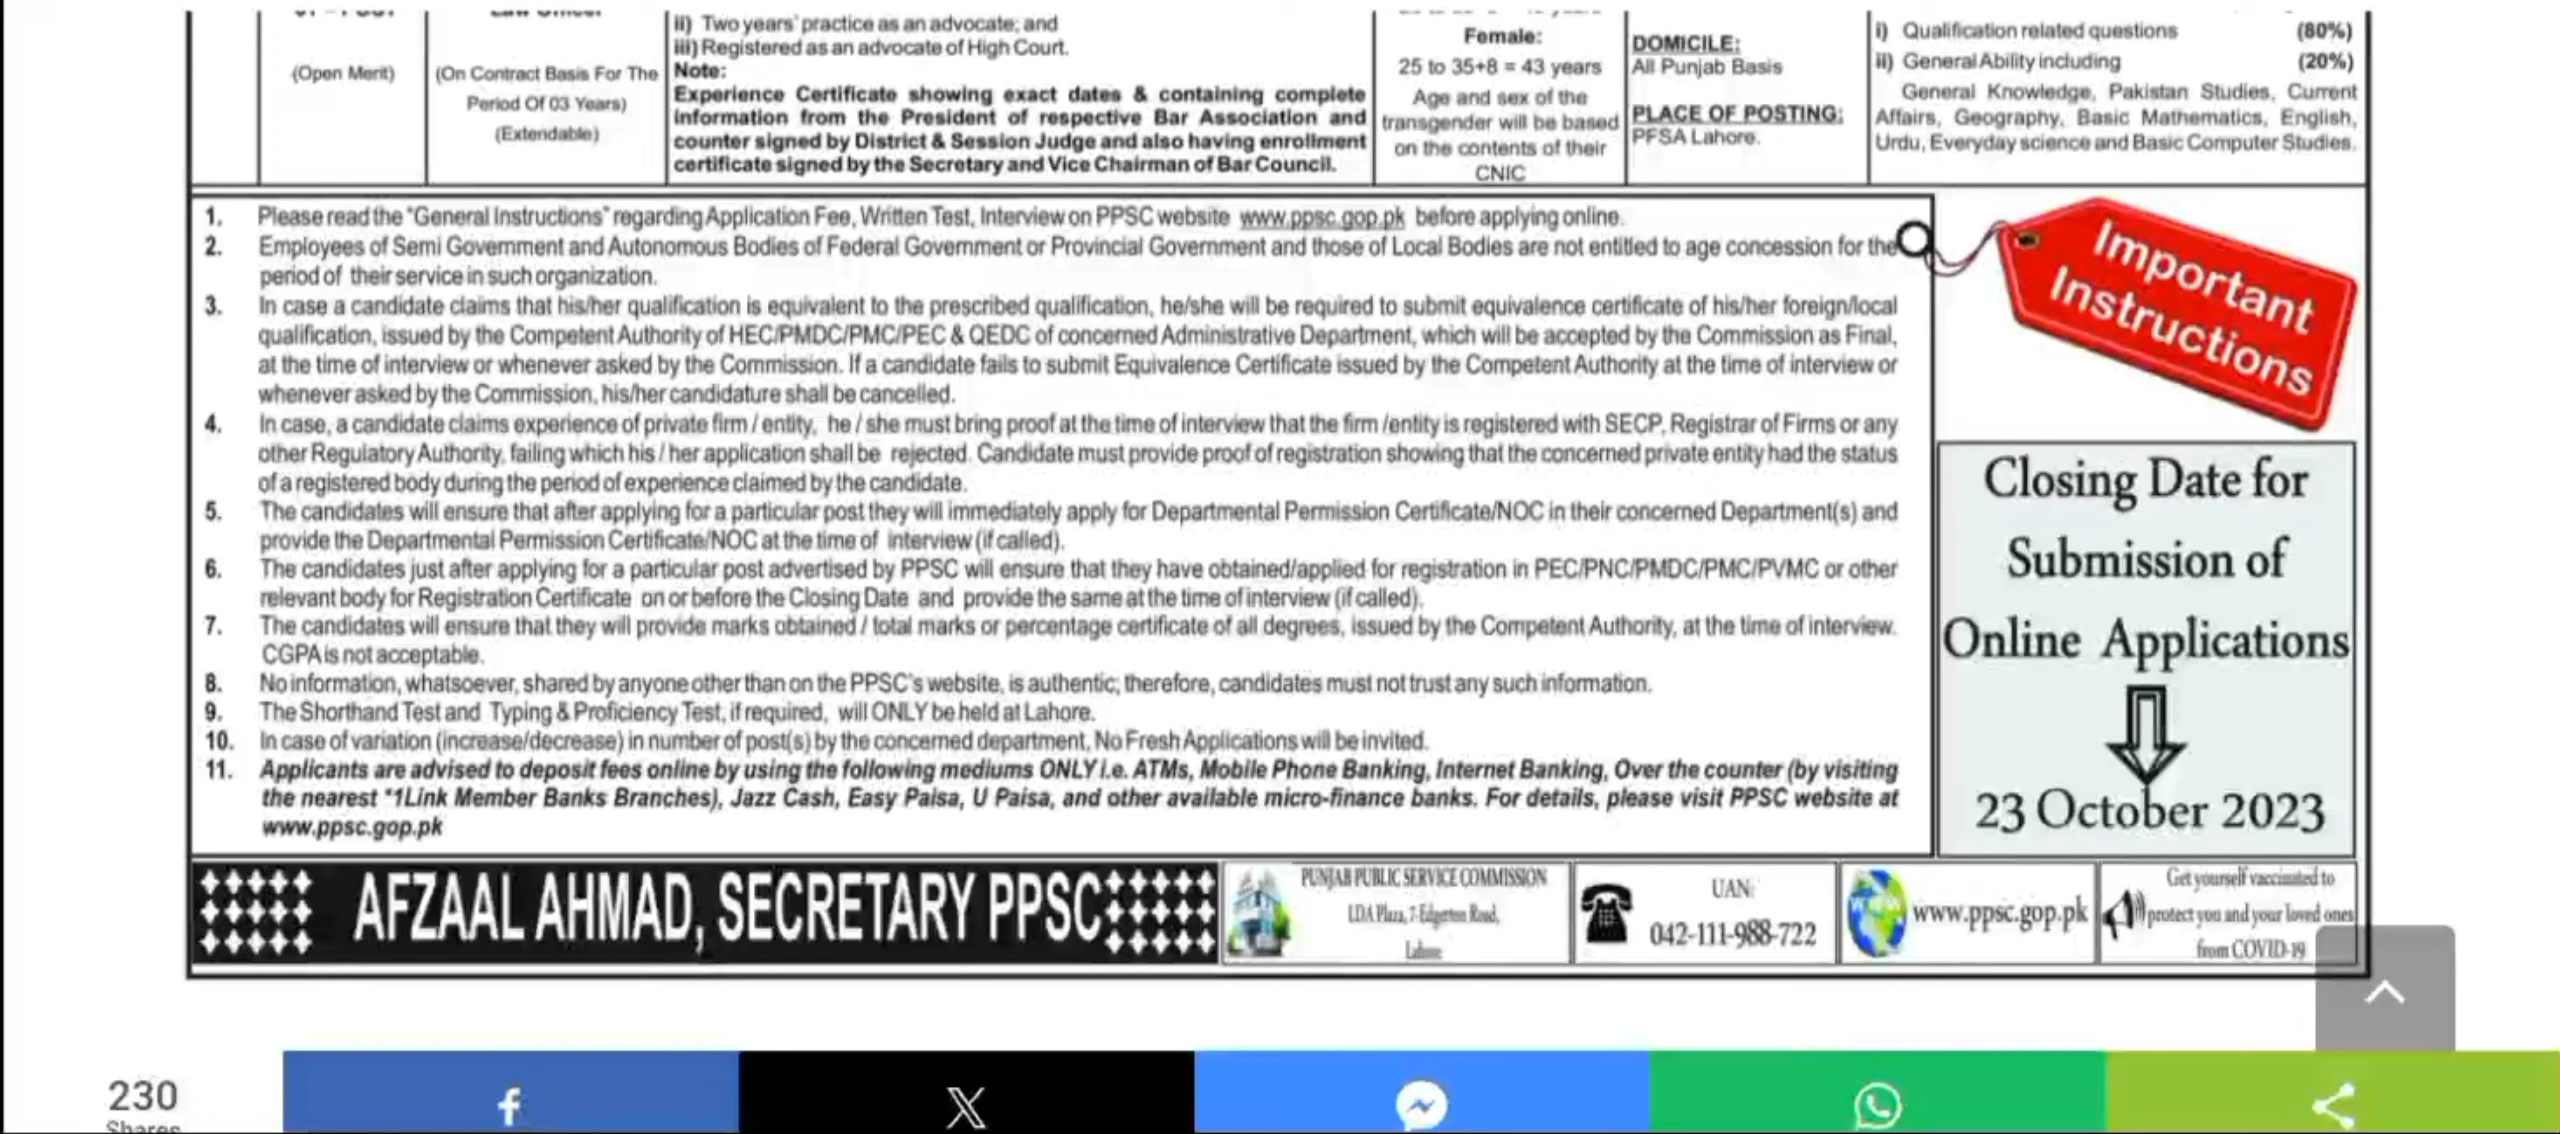 ii) Two years' practice as an advocate; and
iii) Registered as an advocate of High Court.
Note:
Experience Certificate showing exact dates & containing complete
information from the President of respective Bar Association and
counter signed by District & Session Judge and also having enrollment
certificate signed by the Secretary and Vice Chairman of Bar Council.
(Open Merit)
(On Contract Basis For The
Period Of 03 Years)
(Extendable)
Female:
25 to 35+8 = 43 years
Age and sex of the
transgender will be based
on the contents of their
CNIC
DOMICILE:
All Punjab Basis
PLACE OF POSTING:
PFSA Lahore.
i) Qualification related questions (80%)
ii) General Ability including (20%)
General Knowledge, Pakistan Studies, Current
Affairs, Geography, Basic Mathematics, English,
Urdu, Everyday science and Basic Computer Studies.
1. Please read the "General Instructions" regarding Application Fee, Written Test, Interview on PPSC website www.ppsc.gop.pk before applying online.
2. Employees of Semi Government and Autonomous Bodies of Federal Government or Provincial Government and those of Local Bodies are not entitled to age concession for the
period of their service in such organization.
3. In case a candidate claims that his/her qualification is equivalent to the prescribed qualification, he/she will be required to submit equivalence certificate of his/her foreign/local
qualification, issued by the Competent Authority of HEC/PMDC/PMC/PEC & QEDC of concerned Administrative Department, which will be accepted by the Commission as Final,
at the time of interview or whenever asked by the Commission. If a candidate fails to submit Equivalence Certificate issued by the Competent Authority at the time of interview or
whenever asked by the Commission, his/her candidature shall be cancelled.
4. In case, a candidate claims experience of private firm / entity, he / she must bring proof at the time of interview that the firm /entity is registered with SECP, Registrar of Firms or any
other Regulatory Authority, failing which his / her application shall be rejected. Candidate must provide proof of registration showing that the concerned private entity had the status
of a registered body during the period of experience claimed by the candidate.
5. The candidates will ensure that after applying for a particular post they will immediately apply for Departmental Permission Certificate/NOC in their concerned Department(s) and
provide the Departmental Permission Certificate/NOC at the time of interview (if called).
6. The candidates just after applying for a particular post advertised by PPSC will ensure that they have obtained/applied for registration in PEC/PNC/PMDC/PMC/PVMC or other
relevant body for Registration Certificate on or before the Closing Date and provide the same at the time of interview (if called).
7. The candidates will ensure that they will provide marks obtained / total marks or percentage certificate of all degrees, issued by the Competent Authority, at the time of interview.
CGPA is not acceptable.
8. No information, whatsoever, shared by anyone other than on the PPSC's website, is authentic; therefore, candidates must not trust any such information.
9. The Shorthand Test and Typing & Proficiency Test, if required, will ONLY be held at Lahore.
10. In case of variation (increase/decrease) in number of post(s) by the concerned department, No Fresh Applications will be invited.
11. Applicants are advised to deposit fees online by using the following mediums ONLY i.e. ATMs, Mobile Phone Banking, Internet Banking, Over the counter (by visiting
the nearest *1Link Member Banks Branches), Jazz Cash, Easy Paisa, U Paisa, and other available micro-finance banks. For details, please visit PPSC website at
www.ppsc.gop.pk
Important
Instructions
Closing Date for
Submission of
Online Applications
23 October 2023
AFZAAL AHMAD, SECRETARY PPSC
PUNJAB PUBLIC SERVICE COMMISSION
LDA Plaza, 7-Edgerton Road,
Lahore
UAN:
042-111-988-722
www.ppsc.gop.pk
Get yourself vaccinated to
protect you and your loved ones
from COVID-19
230
Shares